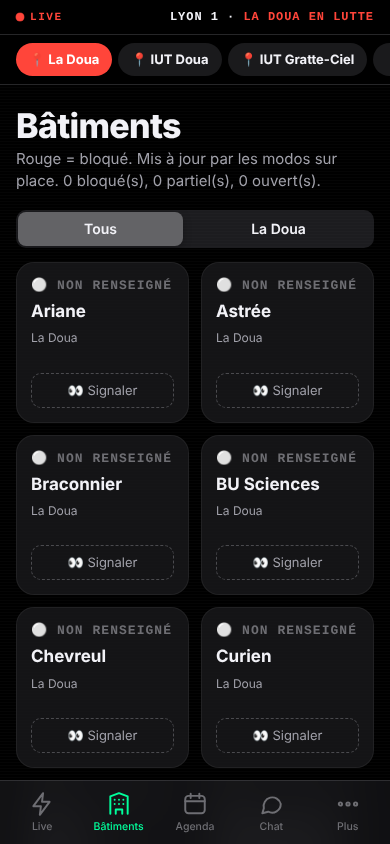 LIVE
LYON 1 · LA DOUA EN LUTTE
📍 La Doua
📍 IUT Doua
📍 IUT Gratte-Ciel
Bâtiments
Rouge = bloqué. Mis à jour par les modos sur
place. 0 bloqué(s), 0 partiel(s), 0 ouvert(s).
Tous
La Doua
NON RENSEIGNÉ
Ariane
La Doua
👀 Signaler
NON RENSEIGNÉ
Astrée
La Doua
👀 Signaler
NON RENSEIGNÉ
Braconnier
La Doua
👀 Signaler
NON RENSEIGNÉ
BU Sciences
La Doua
👀 Signaler
NON RENSEIGNÉ
Chevreul
La Doua
👀 Signaler
NON RENSEIGNÉ
Curien
La Doua
👀 Signaler
Live
Bâtiments
Agenda
Chat
Plus